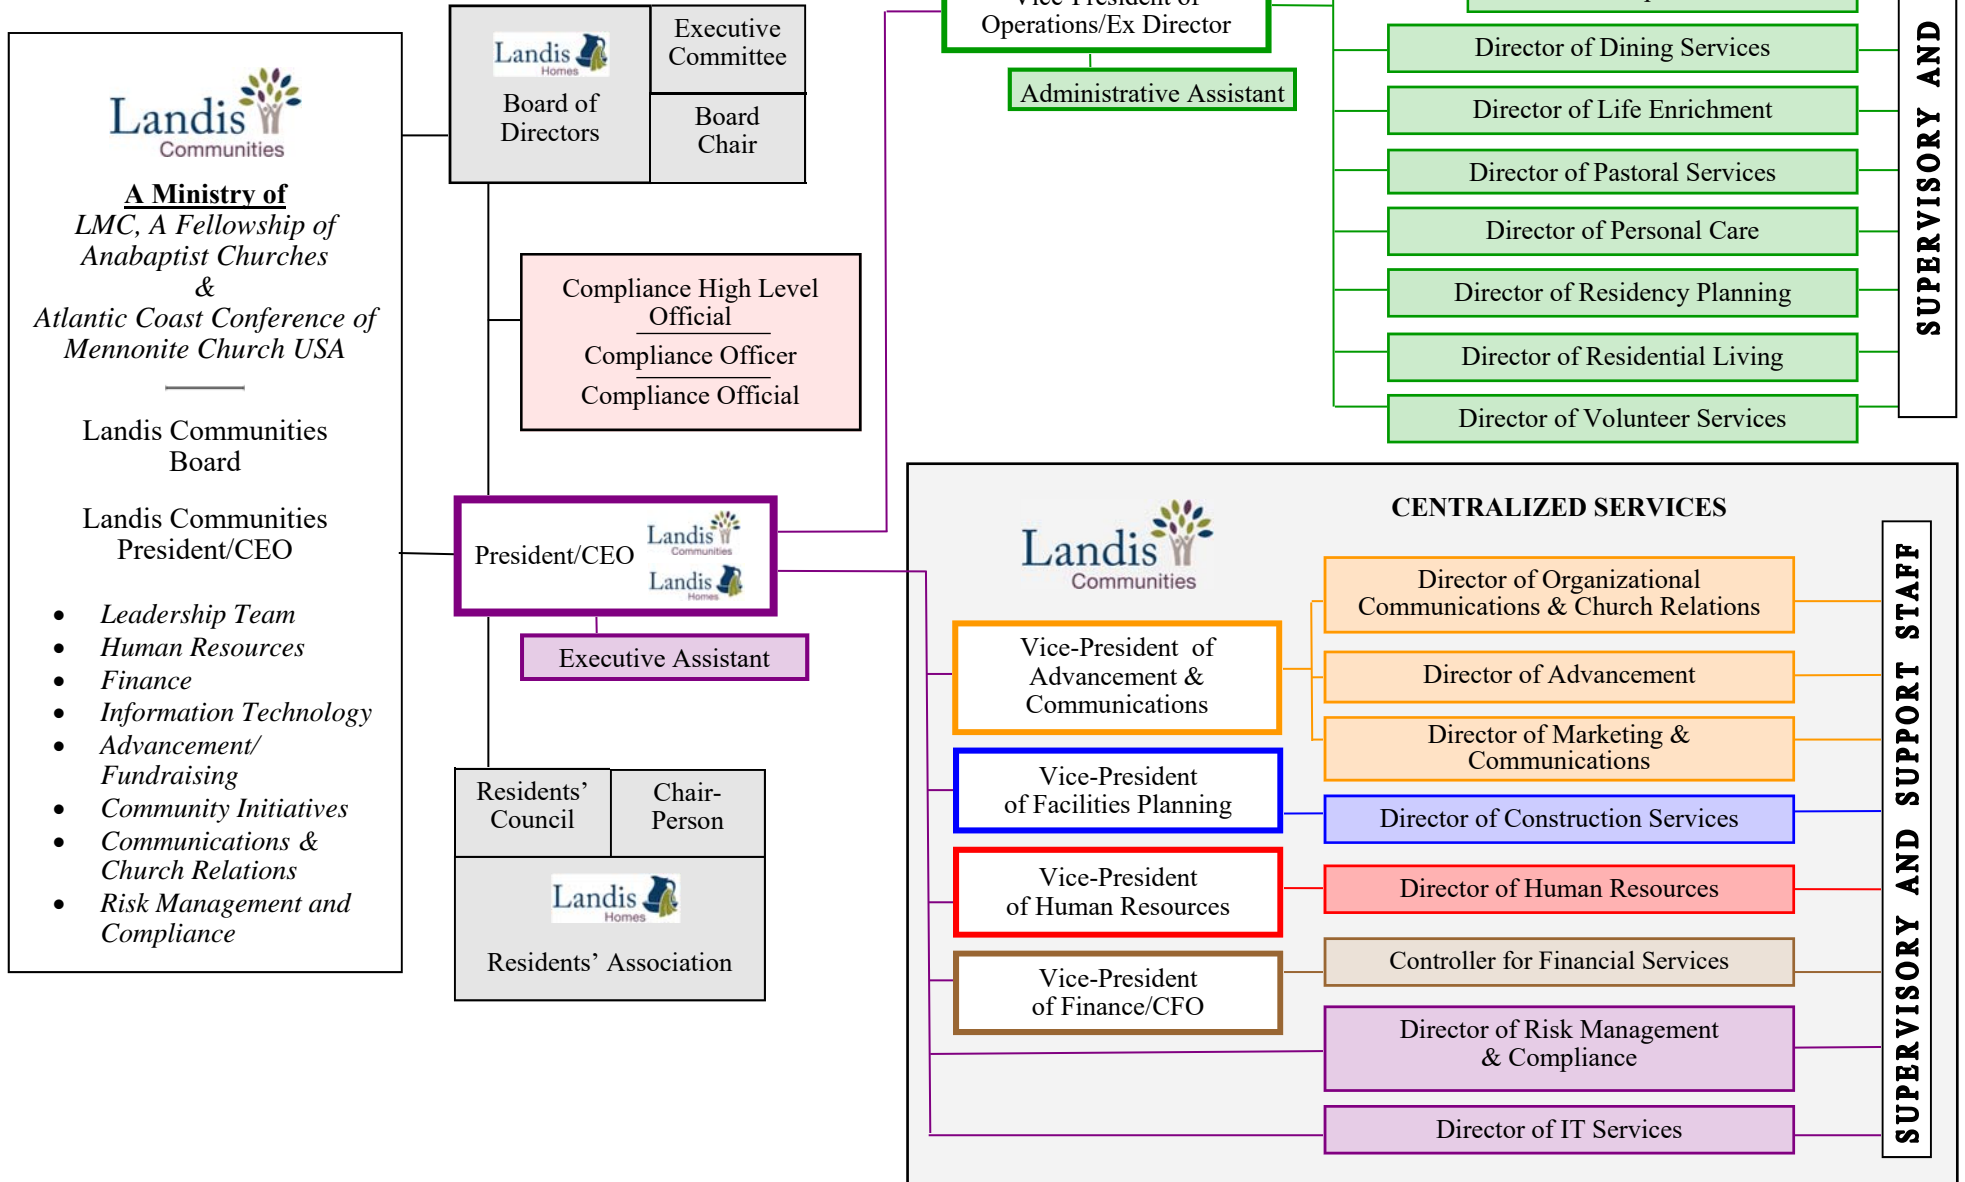 Landis
Communities
A Ministry of
LMC, A Fellowship of
Anabaptist Churches
&
Atlantic Coast Conference of
Mennonite Church USA
Landis Communities
Board
Landis Communities
President/CEO
• Leadership Team
• Human Resources
• Finance
• Information Technology
• Advancement/
Fundraising
• Community Initiatives
• Communications &
Church Relations
• Risk Management and
Compliance
Landis
Homes
Board of
Directors
Executive
Committee
Board
Chair
Compliance High Level
Official
Compliance Officer
Compliance Official
President/CEO
Landis
Communities
Landis
Homes
Executive Assistant
Residents’
Council
Chair-
Person
Landis
Homes
Residents’ Association
Vice President of
Operations/Ex Director
Administrative Assistant
Director of Dining Services
Director of Life Enrichment
Director of Pastoral Services
Director of Personal Care
Director of Residency Planning
Director of Residential Living
Director of Volunteer Services
SUPERVISORY AND
Landis
Communities
CENTRALIZED SERVICES
Vice-President of
Advancement &
Communications
Director of Organizational
Communications & Church Relations
Director of Advancement
Director of Marketing &
Communications
Vice-President
of Facilities Planning
Director of Construction Services
Vice-President
of Human Resources
Director of Human Resources
Vice-President
of Finance/CFO
Controller for Financial Services
Director of Risk Management
& Compliance
Director of IT Services
SUPERVISORY AND SUPPORT STAFF